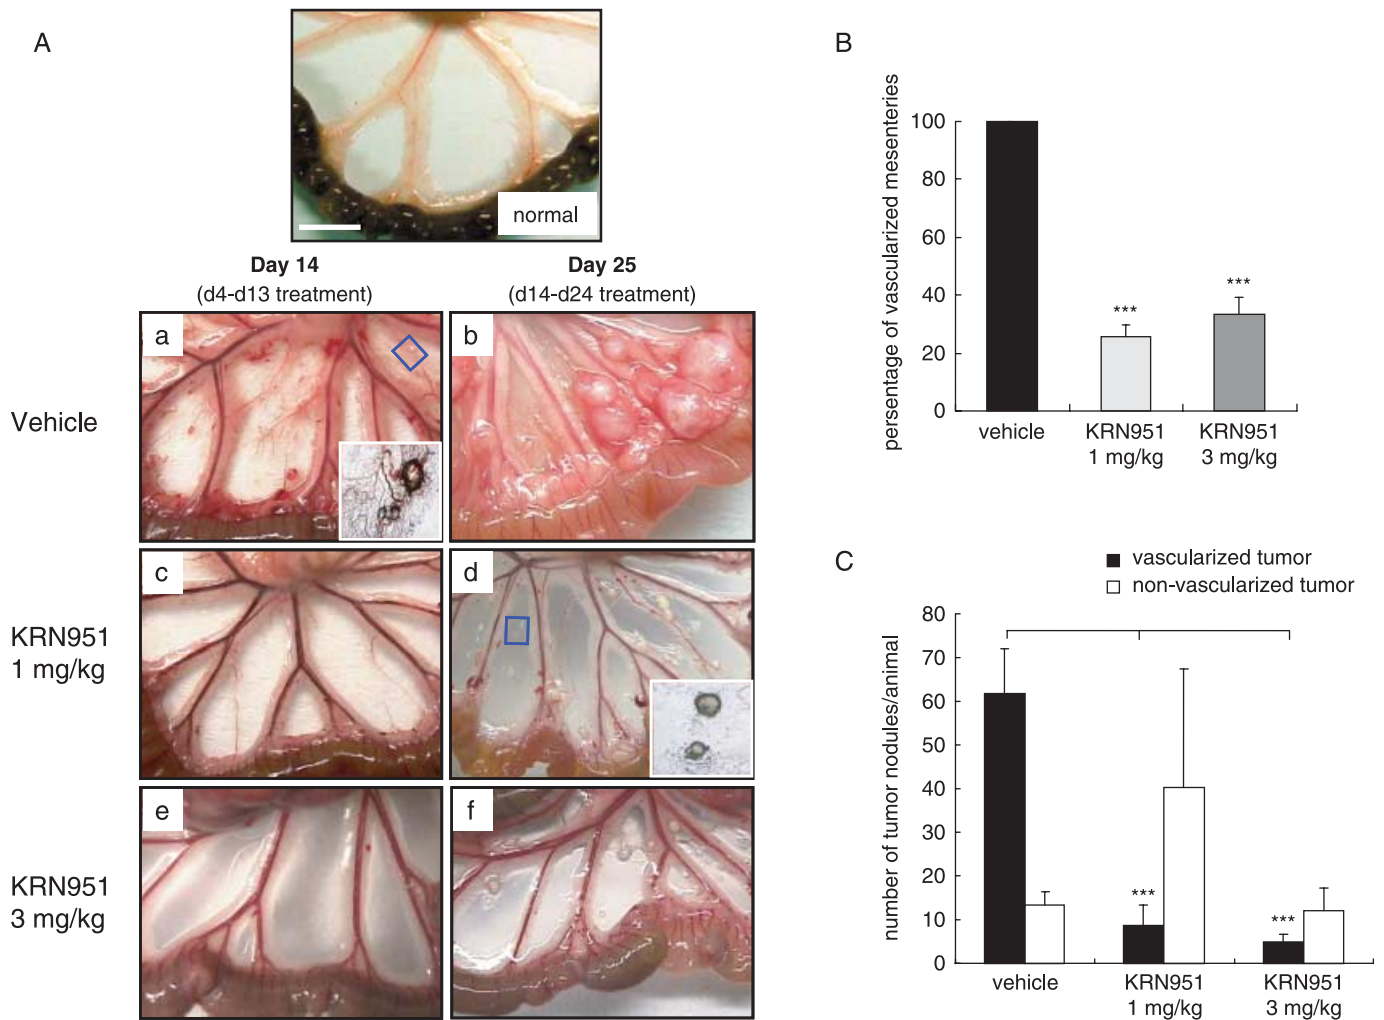 A
normal
Day 14
(d4-d13 treatment)
Day 25
(d14-d24 treatment)
Vehicle
a
b
KRN951
1 mg/kg
c
d
KRN951
3 mg/kg
e
f
B
persentage of vascularized mesenteries
100
80
60
40
20
0
***
***
vehicle
KRN951
1 mg/kg
KRN951
3 mg/kg
C
vascularized tumor
non-vascularized tumor
number of tumor nodules/animal
80
70
60
50
40
30
20
10
0
***
***
vehicle
KRN951
1 mg/kg
KRN951
3 mg/kg